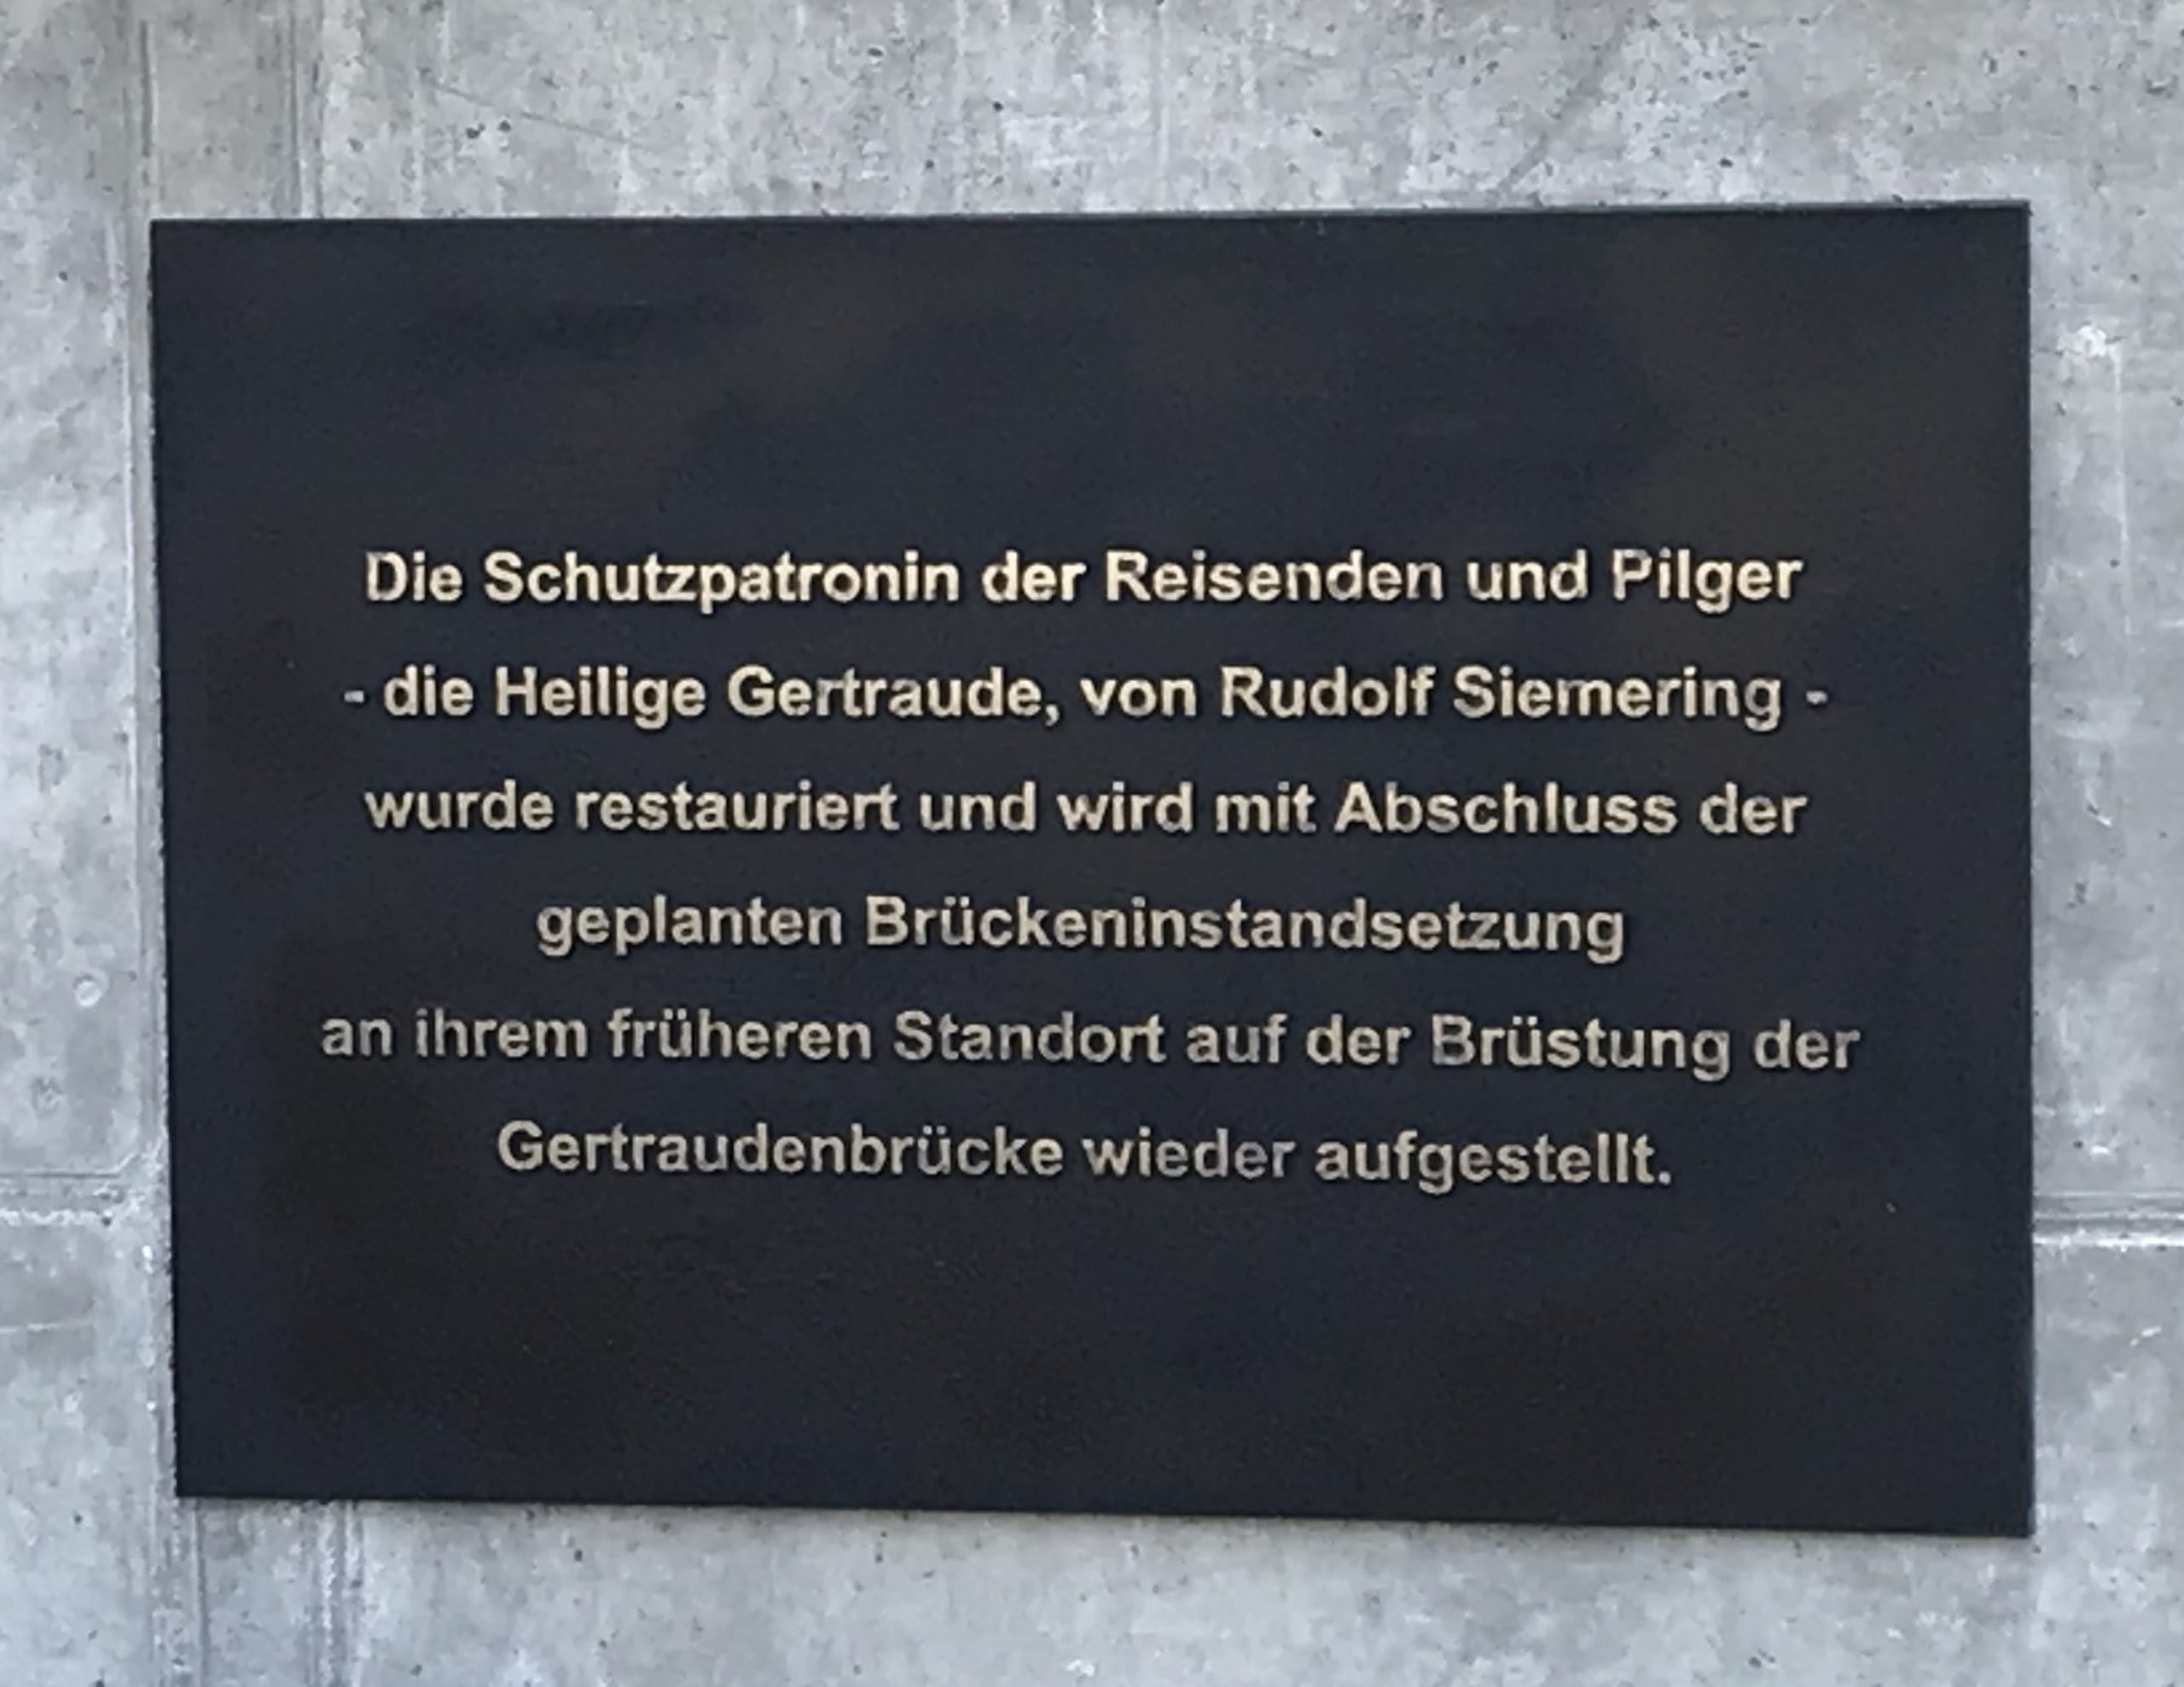 Die Schutzpatronin der Reisenden und Pilger
- die Heilige Gertraude, von Rudolf Siemering -
wurde restauriert und wird mit Abschluss der
geplanten Brückeninstandsetzung
an ihrem früheren Standort auf der Brüstung der
Gertraudenbrücke wieder aufgestellt.